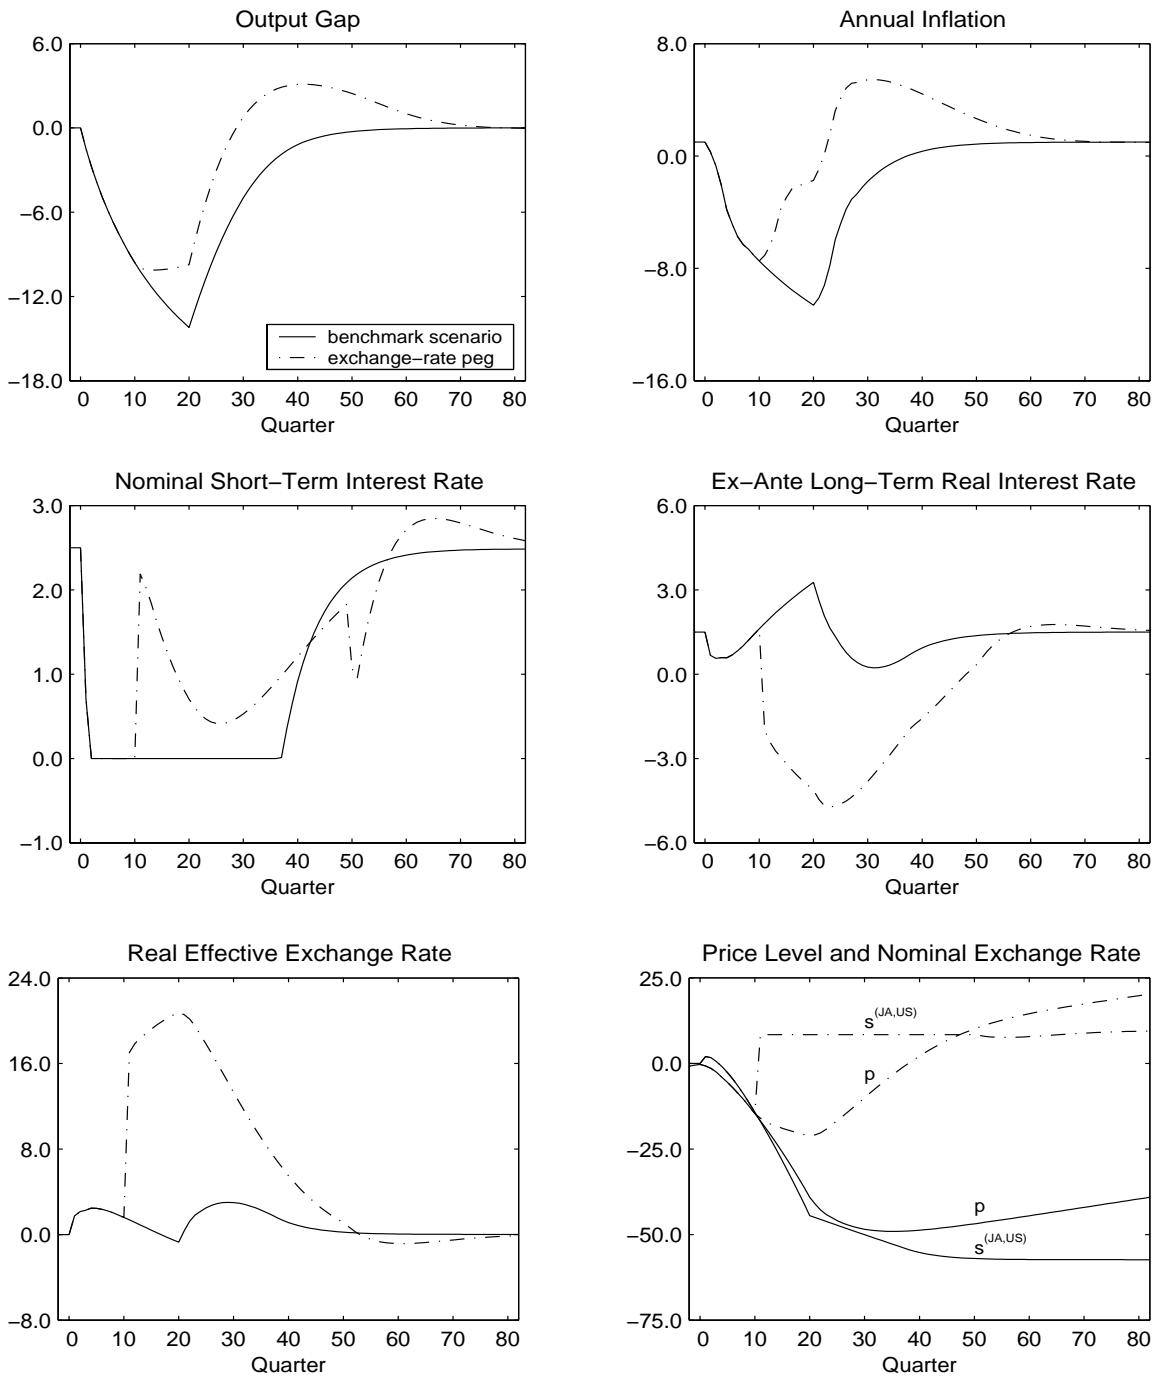 Output Gap
6.0
0.0
−6.0
−12.0
−18.0
benchmark scenario
exchange−rate peg
0 10 20 30 40 50 60 70 80
Quarter
Annual Inflation
8.0
0.0
−8.0
−16.0
0 10 20 30 40 50 60 70 80
Quarter
Nominal Short−Term Interest Rate
3.0
2.0
1.0
0.0
−1.0
0 10 20 30 40 50 60 70 80
Quarter
Ex−Ante Long−Term Real Interest Rate
6.0
3.0
0.0
−3.0
−6.0
0 10 20 30 40 50 60 70 80
Quarter
Real Effective Exchange Rate
24.0
16.0
8.0
0.0
−8.0
0 10 20 30 40 50 60 70 80
Quarter
Price Level and Nominal Exchange Rate
25.0
0.0
−25.0
−50.0
−75.0
s(JA,US)
p
p
s(JA,US)
0 10 20 30 40 50 60 70 80
Quarter